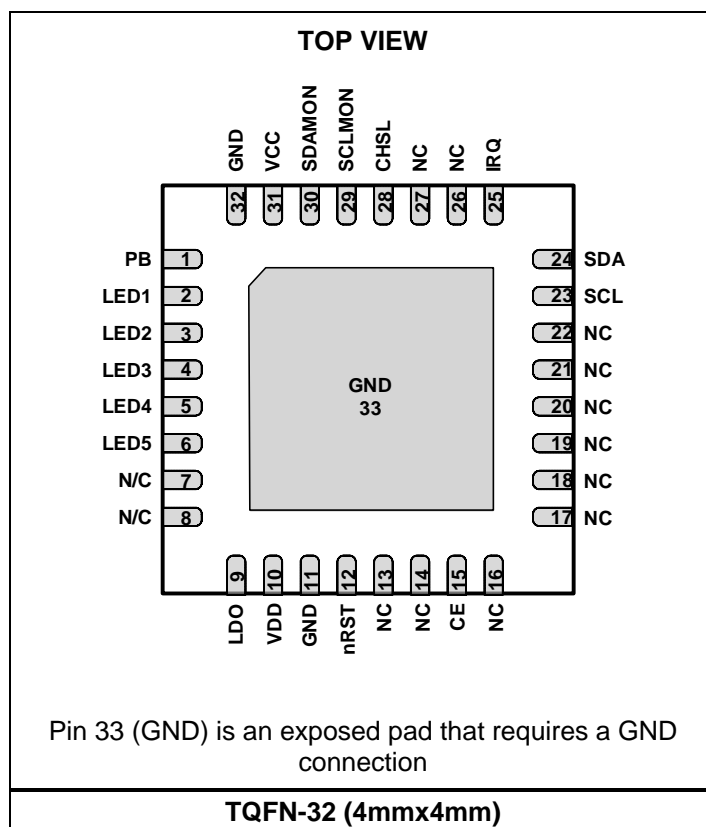 TOP VIEW
GND VCC SDAMON SCLMON CHSL NC NC IRQ
32 31 30 29 28 27 26 25
PB 1
LED1 2
LED2 3
LED3 4
LED4 5
LED5 6
N/C 7
N/C 8
GND
33
24 SDA
23 SCL
22 NC
21 NC
20 NC
19 NC
18 NC
17 NC
9 10 11 12 13 14 15 16
LDO VDD GND nRST NC NC CE NC
Pin 33 (GND) is an exposed pad that requires a GND
connection
TQFN-32 (4mmx4mm)